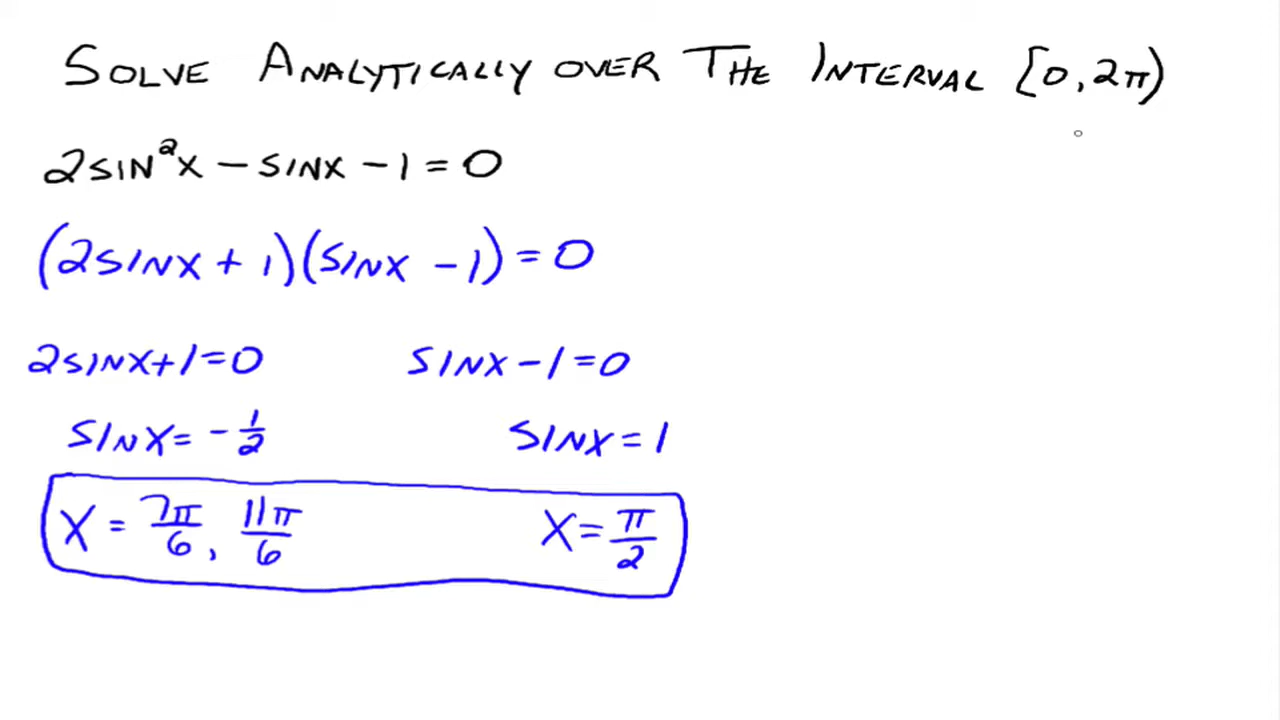 SOLVE ANALYTICALLY OVER THE INTERVAL [0, 2π)
2sin²x - sinx - 1 = 0
(2sinx + 1)(sinx - 1) = 0
2sinx + 1 = 0 sinx - 1 = 0
sinx = -1/2 sinx = 1
x = 7π/6, 11π/6 x = π/2